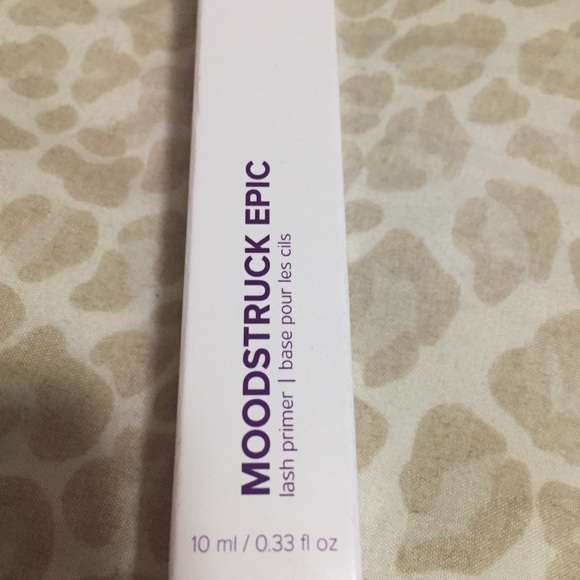 MOODSTRUCK EPIC
lash primer | base pour les cils
10 ml / 0.33 fl oz